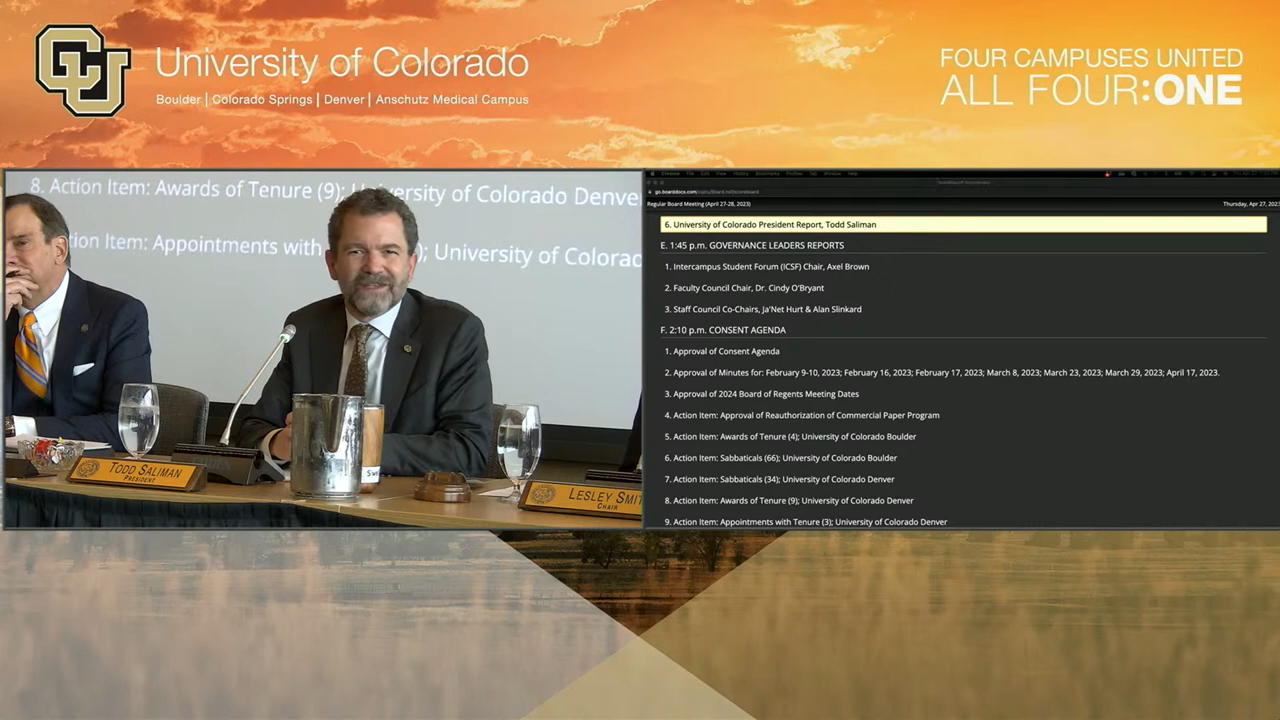 CU
University of Colorado
Boulder | Colorado Springs | Denver | Anschutz Medical Campus
FOUR CAMPUSES UNITED
ALL FOUR:ONE
8. Action Item: Awards of Tenure (9); University of Colorado Denve
tion Item: Appointments with ); University of Colorado
TODD SALIMAN
PRESIDENT
LESLEY SMIT
CHAIR
Regular Board Meeting (April 27-28, 2023)
Thursday, Apr 27, 2023
6. University of Colorado President Report, Todd Saliman
E. 1:45 p.m. GOVERNANCE LEADERS REPORTS
1. Intercampus Student Forum (ICSF) Chair, Axel Brown
2. Faculty Council Chair, Dr. Cindy O'Bryant
3. Staff Council Co-Chairs, Ja'Net Hurt & Alan Slinkard
F. 2:10 p.m. CONSENT AGENDA
1. Approval of Consent Agenda
2. Approval of Minutes for: February 9-10, 2023; February 16, 2023; February 17, 2023; March 8, 2023; March 23, 2023; March 29, 2023; April 17, 2023.
3. Approval of 2024 Board of Regents Meeting Dates
4. Action Item: Approval of Reauthorization of Commercial Paper Program
5. Action Item: Awards of Tenure (4); University of Colorado Boulder
6. Action Item: Sabbaticals (66); University of Colorado Boulder
7. Action Item: Sabbaticals (34); University of Colorado Denver
8. Action Item: Awards of Tenure (9); University of Colorado Denver
9. Action Item: Appointments with Tenure (3); University of Colorado Denver